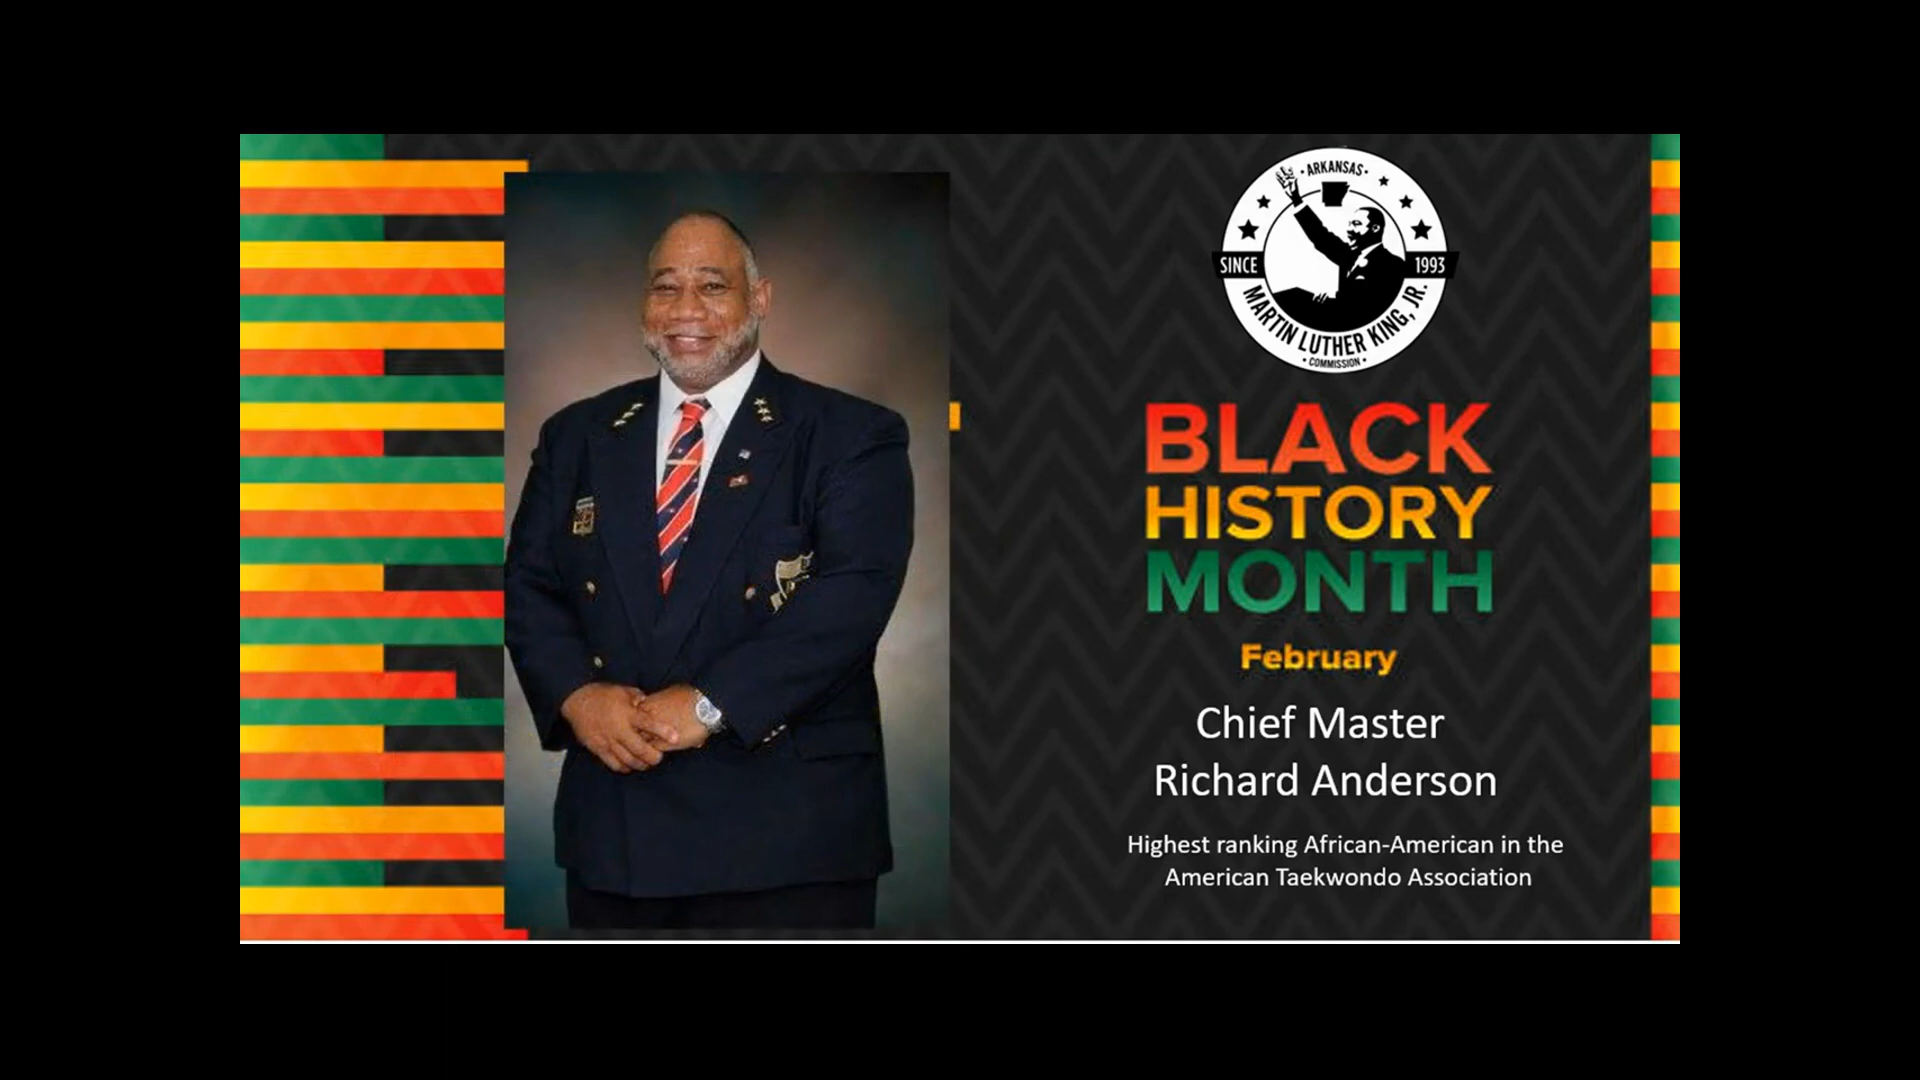 ARKANSAS
SINCE 1993
MARTIN LUTHER KING, JR.
COMMISSION
BLACK
HISTORY
MONTH
February
Chief Master
Richard Anderson
Highest ranking African-American in the
American Taekwondo Association